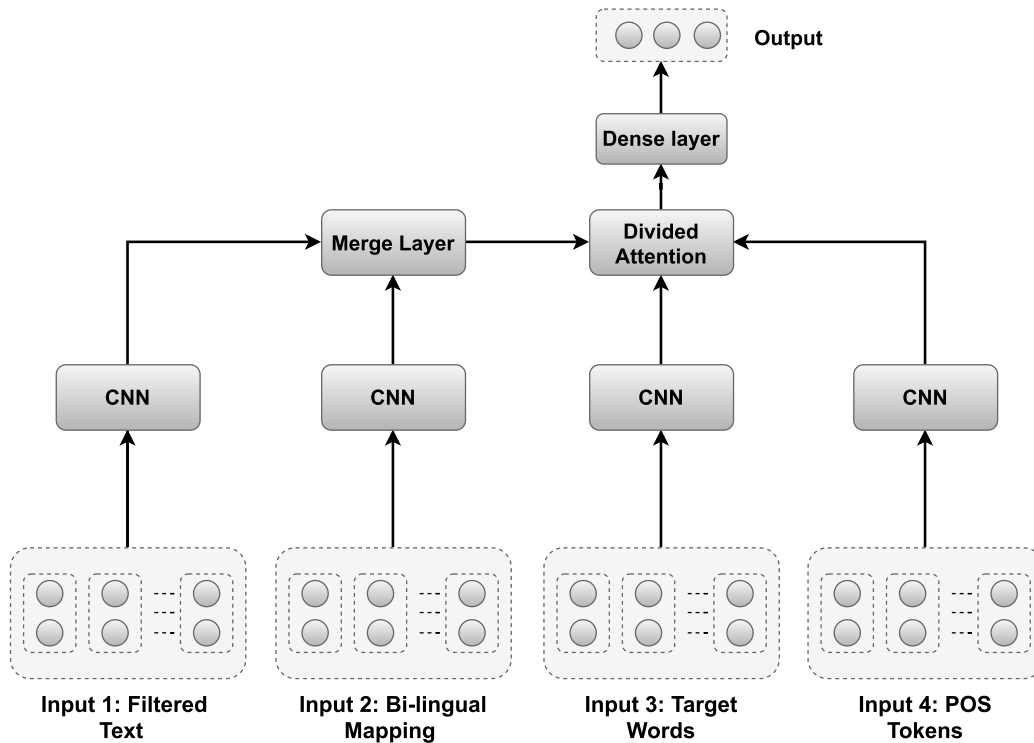 Output
Dense layer
Merge Layer
Divided
Attention
CNN
CNN
CNN
CNN
Input 1: Filtered
Text
Input 2: Bi-lingual
Mapping
Input 3: Target
Words
Input 4: POS
Tokens